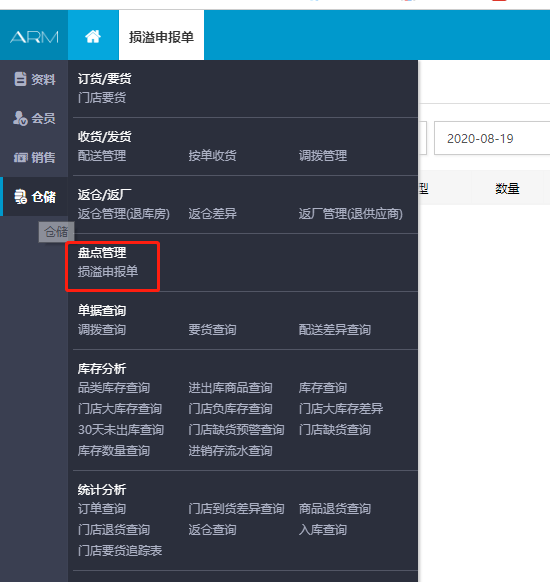 ARM 损溢申报单
资料
会员
销售
仓储
仓储
订货/要货
门店要货
收货/发货
配送管理 按单收货 调拨管理
返仓/返厂
返仓管理(退库房) 返仓差异 返厂管理(退供应商)
盘点管理
损溢申报单
单据查询
调拨查询 要货查询 配送差异查询
库存分析
品类库存查询 进出库商品查询 库存查询
门店大库存查询 门店负库存查询 门店大库存差异
30天未出库查询 门店缺货预警查询 门店缺货查询
库存数量查询 进销存流水查询
统计分析
订单查询 门店到货差异查询 商品退货查询
门店退货查询 返仓查询 入库查询
门店要货追踪表
2020-08-19
型 数量